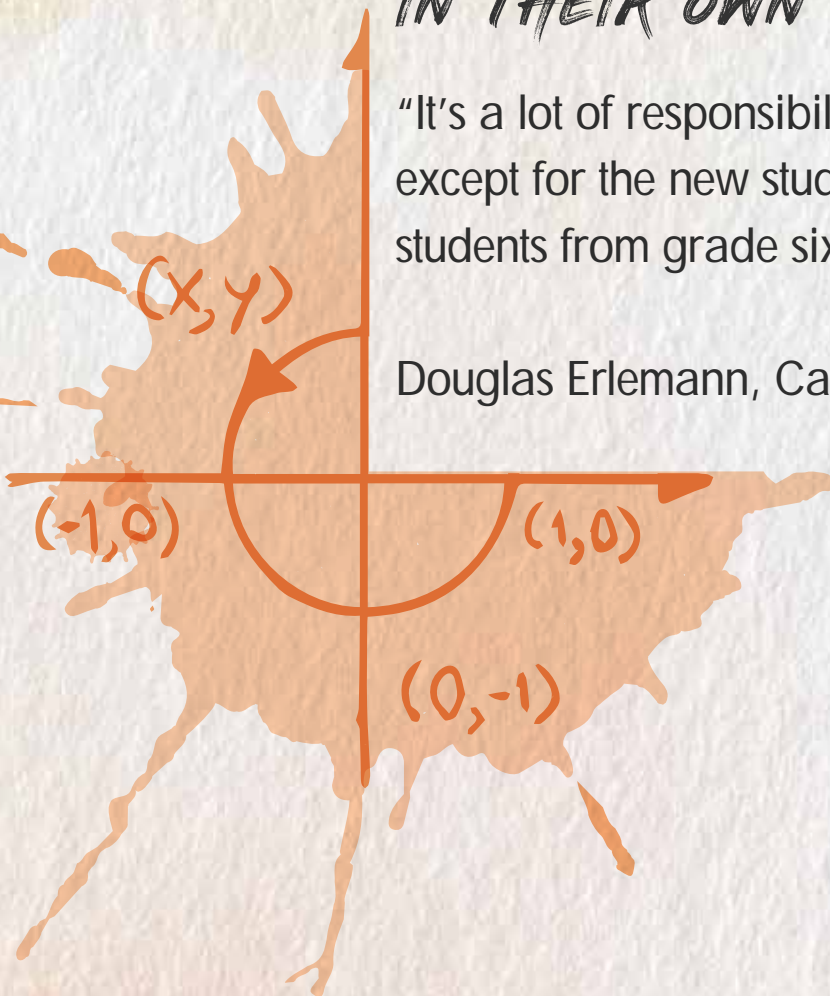 IN THEIR OWN
“It's a lot of responsibil
except for the new stud
students from grade six
(x,y)
Douglas Erlemann, Ca
(-1,0)
(1,0)
(0,-1)